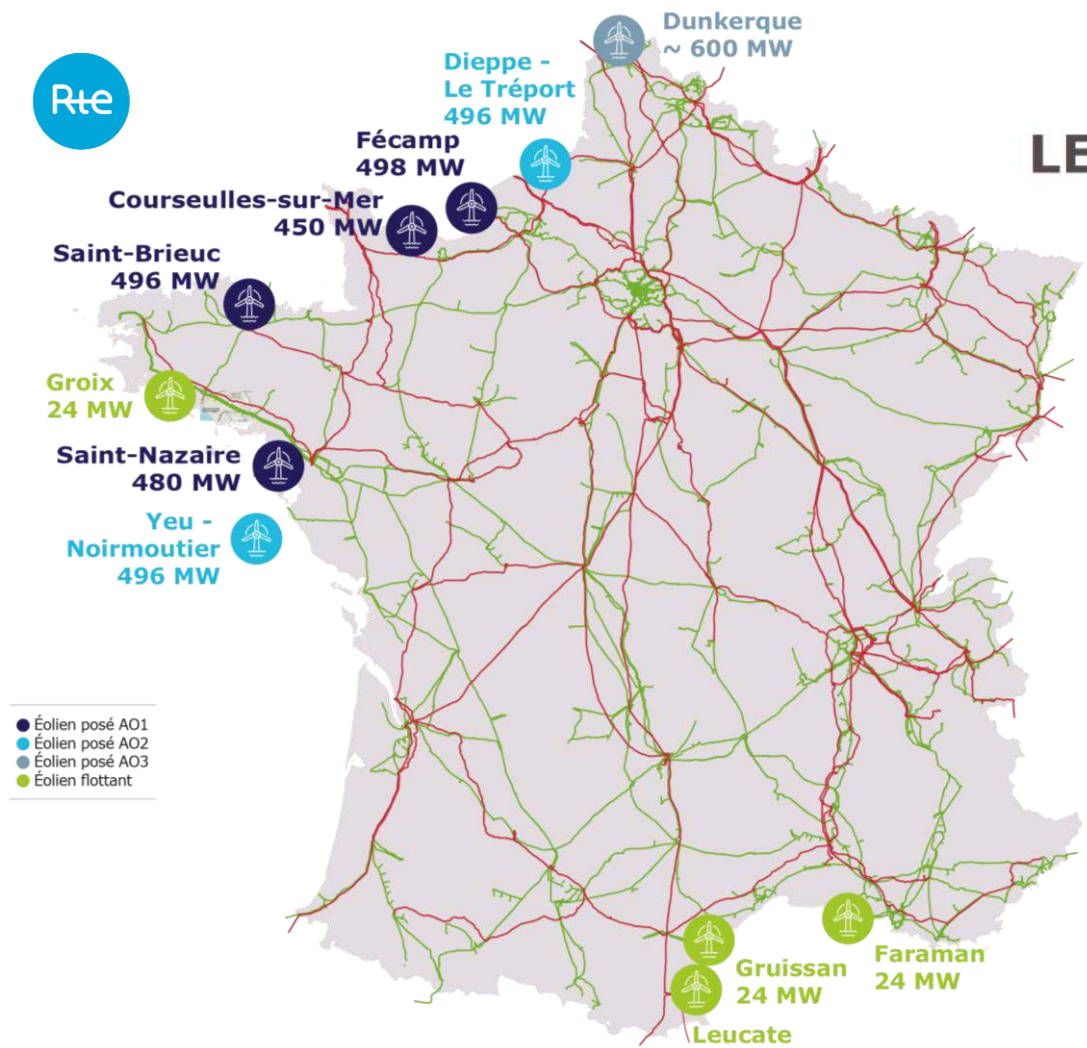 Rte
Dunkerque
~ 600 MW
Dieppe -
Le Tréport
496 MW
LE
Fécamp
498 MW
Courseulles-sur-Mer
450 MW
Saint-Brieuc
496 MW
Groix
24 MW
Saint-Nazaire
480 MW
Yeu -
Noirmoutier
496 MW
Éolien posé AO1
Éolien posé AO2
Éolien posé AO3
Éolien flottant
Faraman
24 MW
Gruissan
24 MW
Leucate